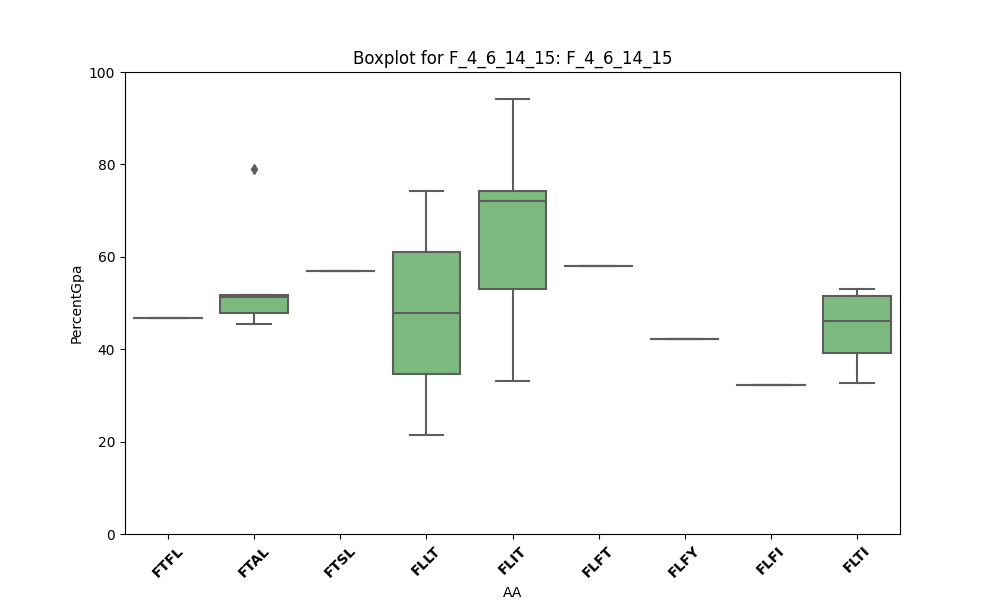 Boxplot for F_4_6_14_15: F_4_6_14_15
100
80
60
40
20
0
PercentGpa
FTFL
FTAL
FTSL
FLLT
FLIT
FLFT
FLFY
FLFI
FLTI
AA